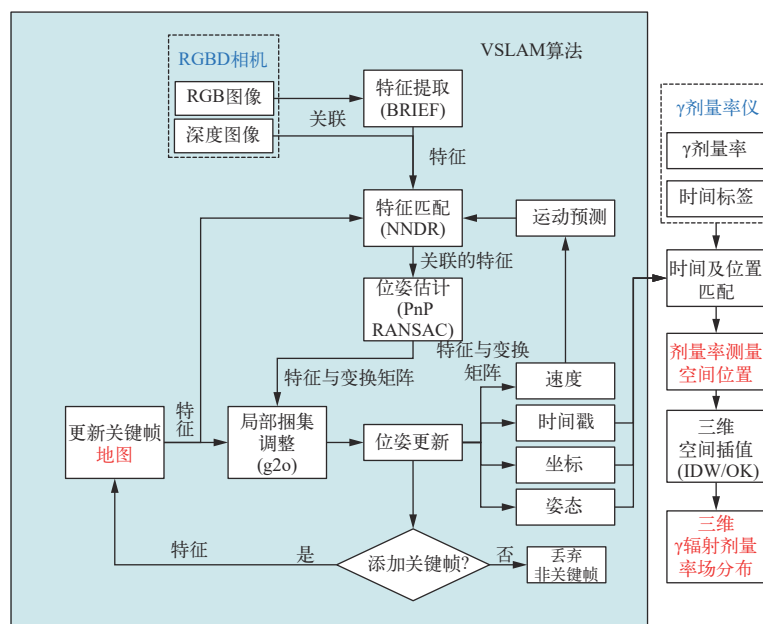 VSLAM算法
RGBD相机
RGB图像
深度图像
关联
特征提取
(BRIEF)
特征
特征匹配
(NNDR)
运动预测
关联的特征
位姿估计
(PnP
RANSAC)
特征与变换矩阵
特征与变换
矩阵
速度
时间戳
坐标
姿态
更新关键帧
地图
特征
局部捆集
调整
(g2o)
位姿更新
特征
是
添加关键帧?
否
丢弃
非关键帧
γ剂量率仪
γ剂量率
时间标签
时间及位置
匹配
剂量率测量
空间位置
三维
空间插值
(IDW/OK)
三维
γ辐射剂量
率场分布